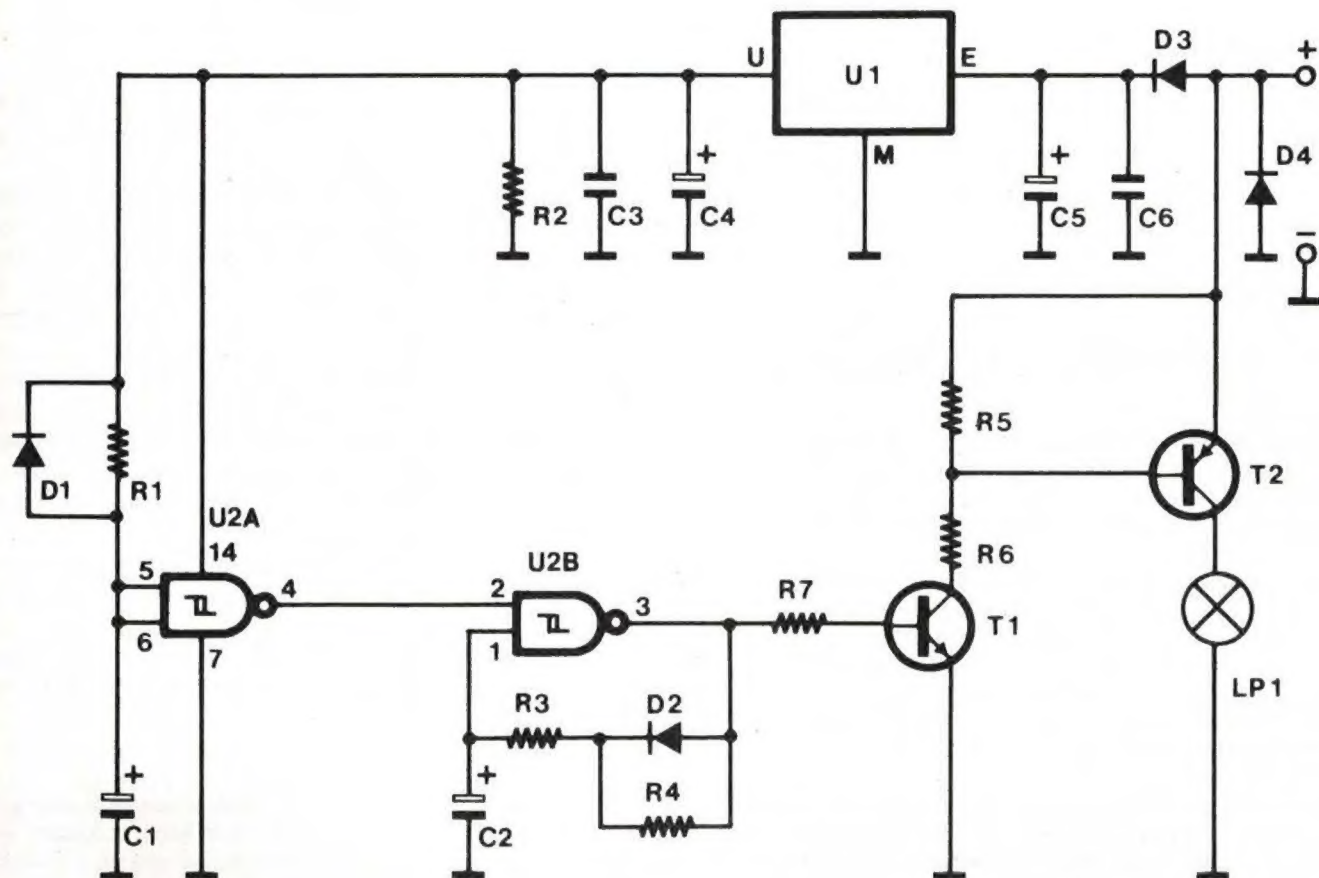 D3
+
U
U1
E
M
+
+
D4
R2
C3
C4
C5
C6
−
R5
D1
R1
T2
U2A
14
R6
5
4
U2B
2
3
R7
6
1
T1
7
LP1
R3
D2
+
+
R4
C1
C2